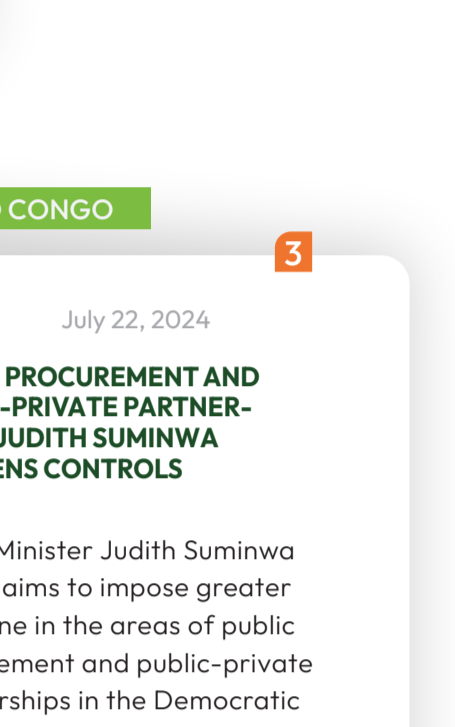 CONGO
3
July 22, 2024
PROCUREMENT AND
-PRIVATE PARTNER-
JUDITH SUMINWA
ENS CONTROLS
Minister Judith Suminwa
aims to impose greater
ne in the areas of public
ement and public-private
rships in the Democratic